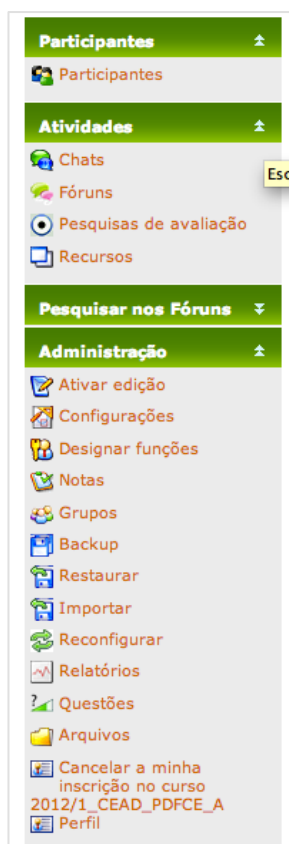 Participantes
Participantes
Atividades
Esc
Chats
Fóruns
Pesquisas de avaliação
Recursos
Pesquisar nos Fóruns
Administração
Ativar edição
Configurações
Designar funções
Notas
Grupos
Backup
Restaurar
Importar
Reconfigurar
Relatórios
Questões
Arquivos
Cancelar a minha
inscrição no curso
2012/1_CEAD_PDFCE_A
Perfil